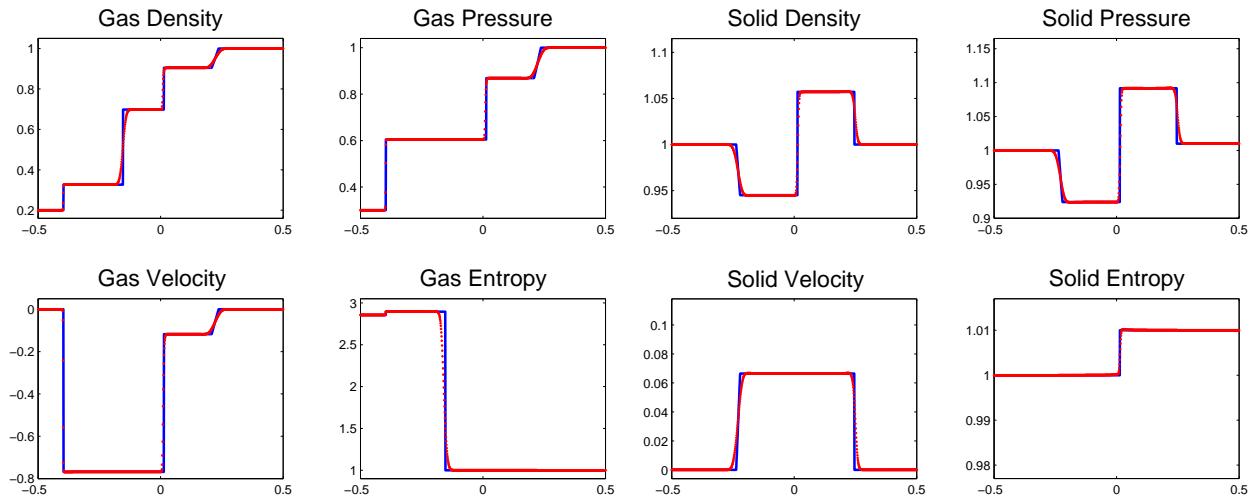 Gas Density Gas Pressure Solid Density Solid Pressure
1 1 1.1 1.15
0.8 0.8 1.05 1.1
0.6 0.6 1 1.05
0.4 0.4 0.95 1
0.2 0.95
0.9
−0.5 0 0.5 −0.5 0 0.5 −0.5 0 0.5 −0.5 0 0.5
Gas Velocity Gas Entropy Solid Velocity Solid Entropy
0 3 0.1 1.01
−0.2 2.5 0.08 1
−0.4 2 0.06 0.99
−0.6 1.5 0.04 0.98
−0.8 1 0.02
0
−0.5 0 0.5 −0.5 0 0.5 −0.5 0 0.5 −0.5 0 0.5